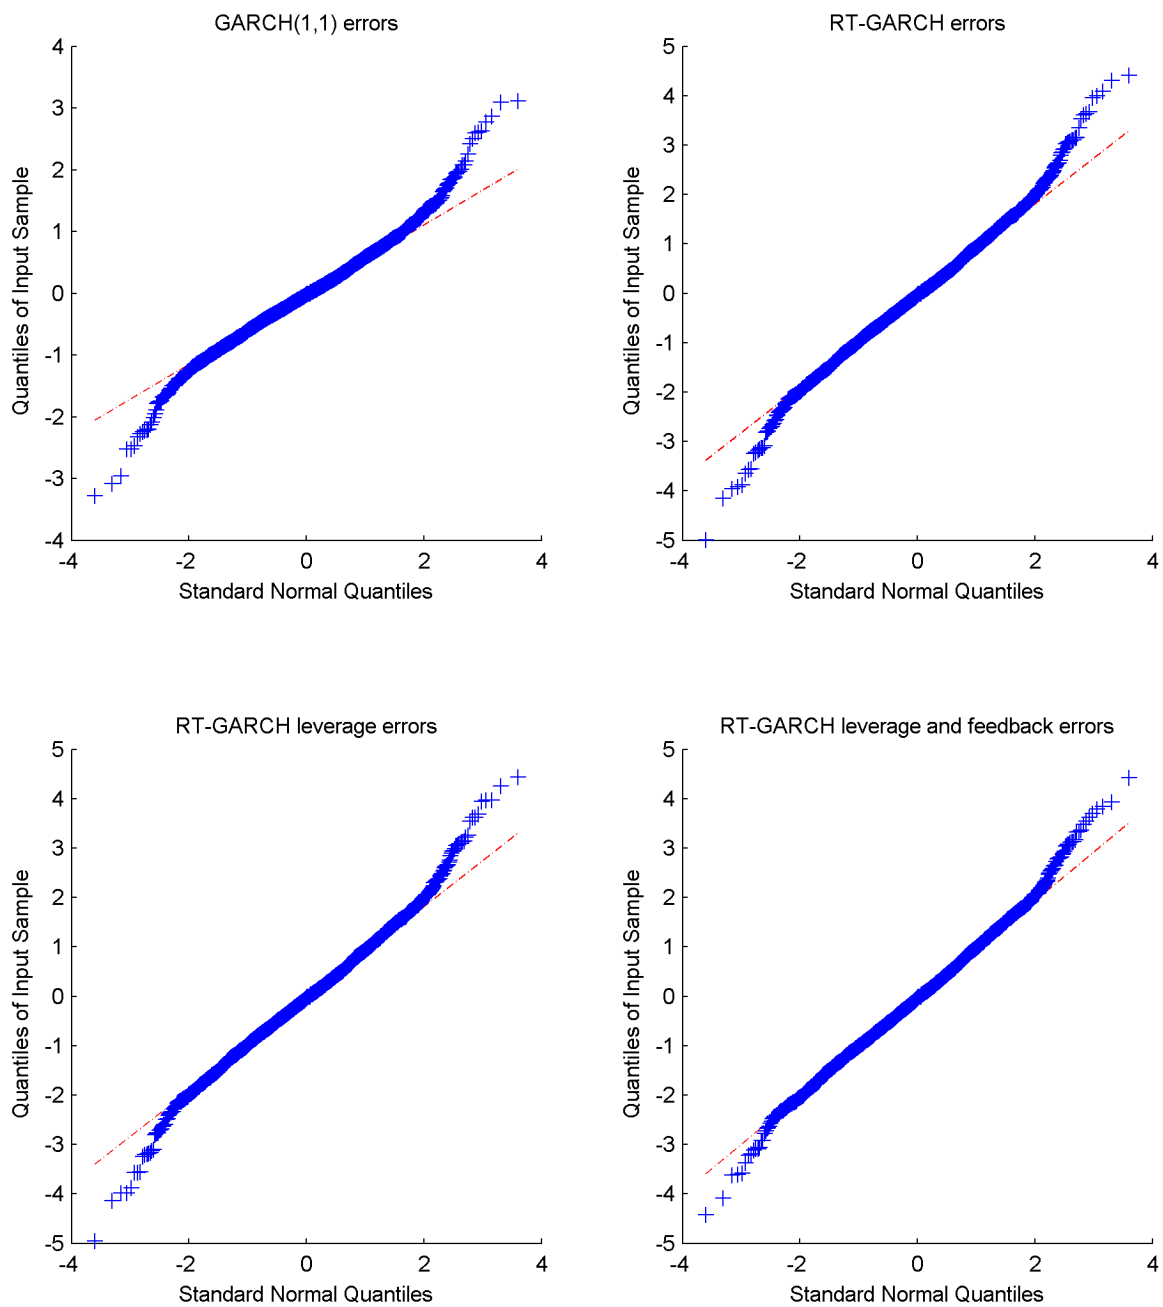 GARCH(1,1) errors
4
3
2
1
0
-1
-2
-3
-4
Quantiles of Input Sample
-4 -2 0 2 4
Standard Normal Quantiles
RT-GARCH errors
5
4
3
2
1
0
-1
-2
-3
-4
-5
Quantiles of Input Sample
-4 -2 0 2 4
Standard Normal Quantiles
RT-GARCH leverage errors
5
4
3
2
1
0
-1
-2
-3
-4
-5
Quantiles of Input Sample
-4 -2 0 2 4
Standard Normal Quantiles
RT-GARCH leverage and feedback errors
5
4
3
2
1
0
-1
-2
-3
-4
-5
Quantiles of Input Sample
-4 -2 0 2 4
Standard Normal Quantiles